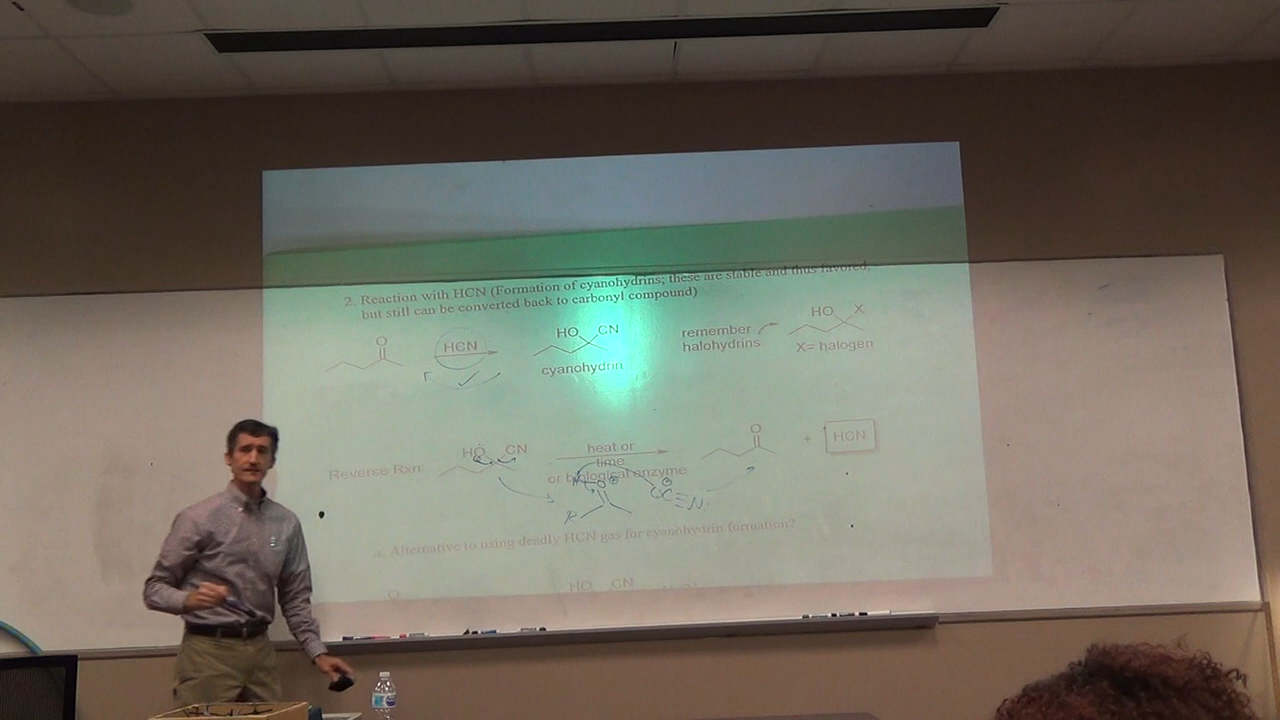 2. Reaction with HCN (Formation of cyanohydrins; these are stable and thus favored,
but still can be converted back to carbonyl compound)
O
HCN
HO CN
cyanohydrin
remember
halohydrins
HO X
X= halogen
Reverse Rxn:
HO CN
heat or
time
or biological enzyme
O
+ HCN
R
C≡N:
a. Alternative to using deadly HCN gas for cyanohydrin formation?
O
HO CN